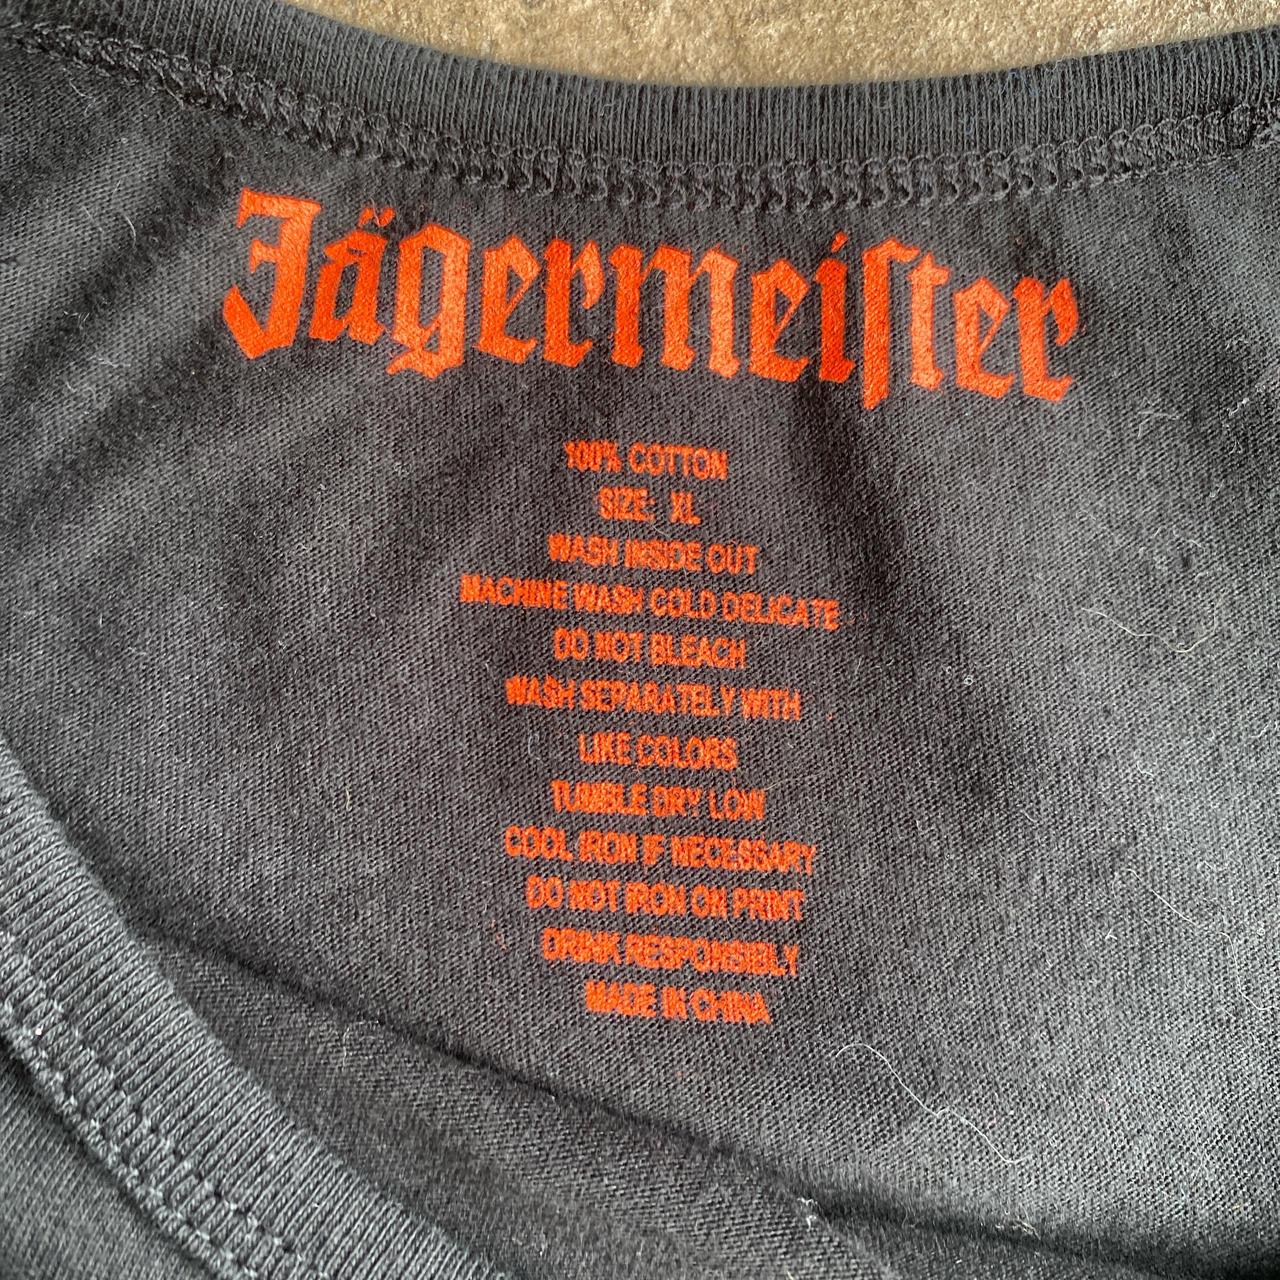 Jägermeiſter
100% COTTON
SIZE: XL
WASH INSIDE OUT
MACHINE WASH COLD DELICATE
DO NOT BLEACH
WASH SEPARATELY WITH
LIKE COLORS
TUMBLE DRY LOW
COOL IRON IF NECESSARY
DO NOT IRON ON PRINT
DRINK RESPONSIBLY
MADE IN CHINA